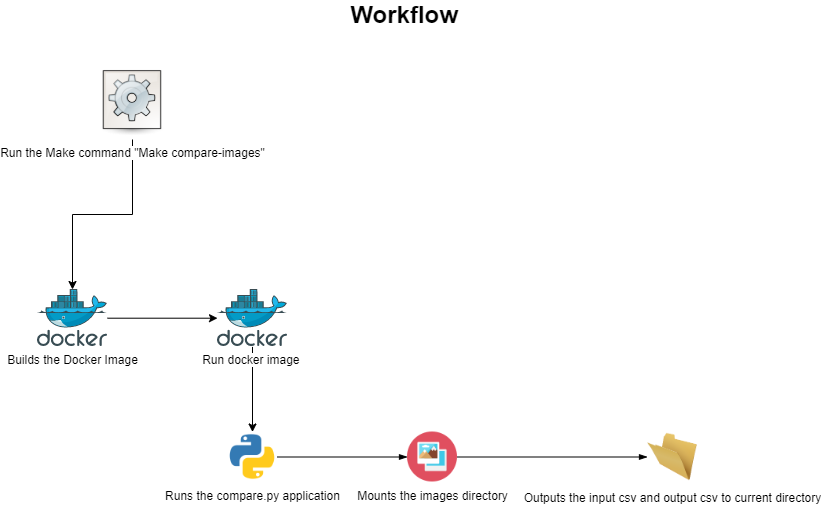 Workflow
Run the Make command "Make compare-images"
docker
docker
Builds the Docker Image
Run docker image
Runs the compare.py application
Mounts the images directory
Outputs the input csv and output csv to current directory